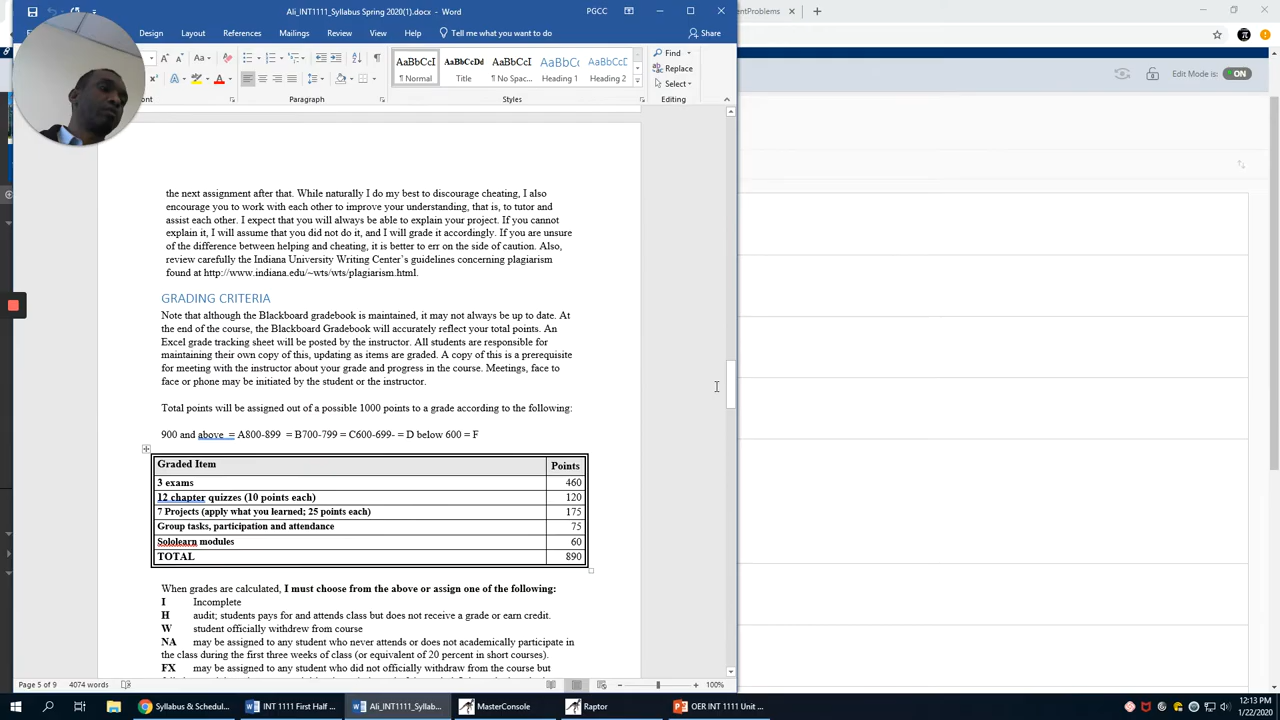 Ali_INT1111_Syllabus Spring 2020(1).docx - Word
PGCC
Layout References Mailings Review View Help Tell me what you want to do Share
AaBbCcI AaBbCcDd AaBbCcI AaBbCcI AaBbCcI
¶ Normal Title ¶ No Spac... Heading 1 Heading 2
Find
Replace
Select
Paragraph Styles Editing
entProblems
Edit Mode is: ON
the next assignment after that. While naturally I do my best to discourage cheating, I also
encourage you to work with each other to improve your understanding, that is, to tutor and
assist each other. I expect that you will always be able to explain your project. If you cannot
explain it, I will assume that you did not do it, and I will grade it accordingly. If you are unsure
of the difference between helping and cheating, it is better to err on the side of caution. Also,
review carefully the Indiana University Writing Center's guidelines concerning plagiarism
found at http://www.indiana.edu/~wts/wts/plagiarism.html.
GRADING CRITERIA
Note that although the Blackboard gradebook is maintained, it may not always be up to date. At
the end of the course, the Blackboard Gradebook will accurately reflect your total points. An
Excel grade tracking sheet will be posted by the instructor. All students are responsible for
maintaining their own copy of this, updating as items are graded. A copy of this is a prerequisite
for meeting with the instructor about your grade and progress in the course. Meetings, face to
face or phone may be initiated by the student or the instructor.
Total points will be assigned out of a possible 1000 points to a grade according to the following:
900 and above = A800-899 = B700-799 = C600-699- = D below 600 = F
Graded Item Points
3 exams 460
12 chapter quizzes (10 points each) 120
7 Projects (apply what you learned; 25 points each) 175
Group tasks, participation and attendance 75
Sololearn modules 60
TOTAL 890
When grades are calculated, I must choose from the above or assign one of the following:
I Incomplete
H audit; students pays for and attends class but does not receive a grade or earn credit.
W student officially withdrew from course
NA may be assigned to any student who never attends or does not academically participate in
the class during the first three weeks of class (or equivalent of 20 percent in short courses).
FX may be assigned to any student who did not officially withdraw from the course but
Page 5 of 9 4074 words 100%
Syllabus & Schedul... INT 1111 First Half ... Ali_INT1111_Syllab... MasterConsole Raptor OER INT 1111 Unit ...
12:13 PM
1/22/2020